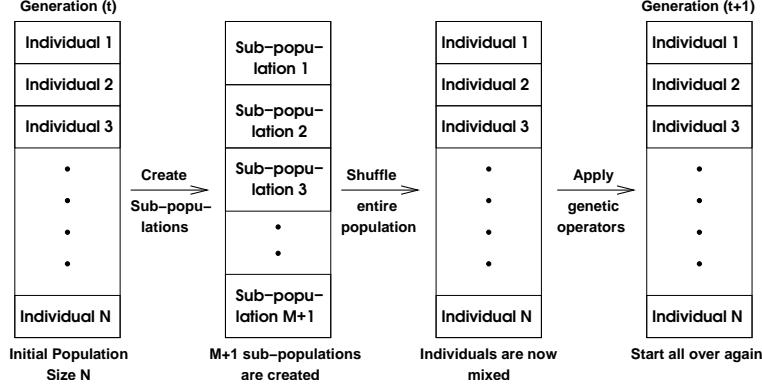 Generation (t)
Individual 1
Individual 2
Individual 3
Individual N
Initial Population
Size N
Create
Sub-popu-
lations
Sub-popu-
lation 1
Sub-popu-
lation 2
Sub-popu-
lation 3
Sub-popu-
lation M+1
M+1 sub-populations
are created
Shuffle
entire
population
Individual 1
Individual 2
Individual 3
Individual N
Individuals are now
mixed
Apply
genetic
operators
Generation (t+1)
Individual 1
Individual 2
Individual 3
Individual N
Start all over again